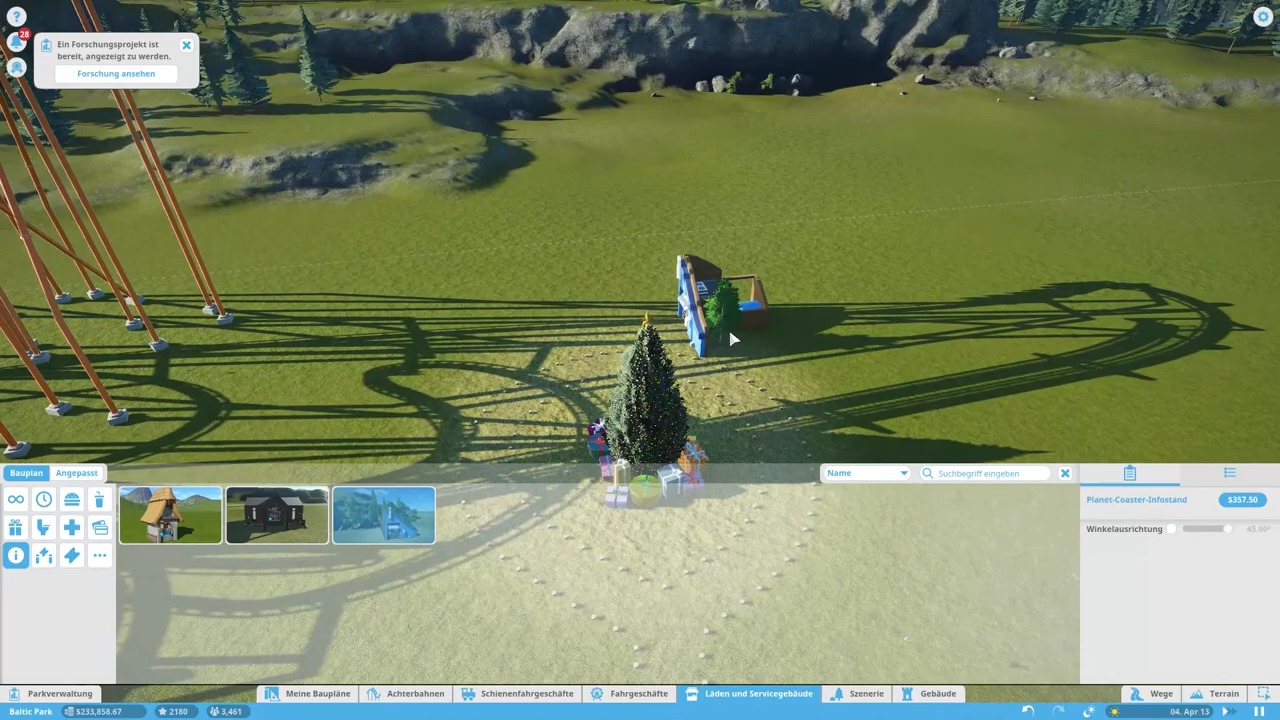 ?
28
Ein Forschungsprojekt ist
bereit, angezeigt zu werden.
Forschung ansehen
Bauplan
Angepasst
Name
Suchbegriff eingeben
Planet-Coaster-Infostand
$357.50
Winkelausrichtung
45.00°
Parkverwaltung
Meine Baupläne
Achterbahnen
Schienenfahrgeschäfte
Fahrgeschäfte
Läden und Servicegebäude
Szenerie
Gebäude
Wege
Terrain
Baltic Park
$233,858.67
2180
3,461
04. Apr 13